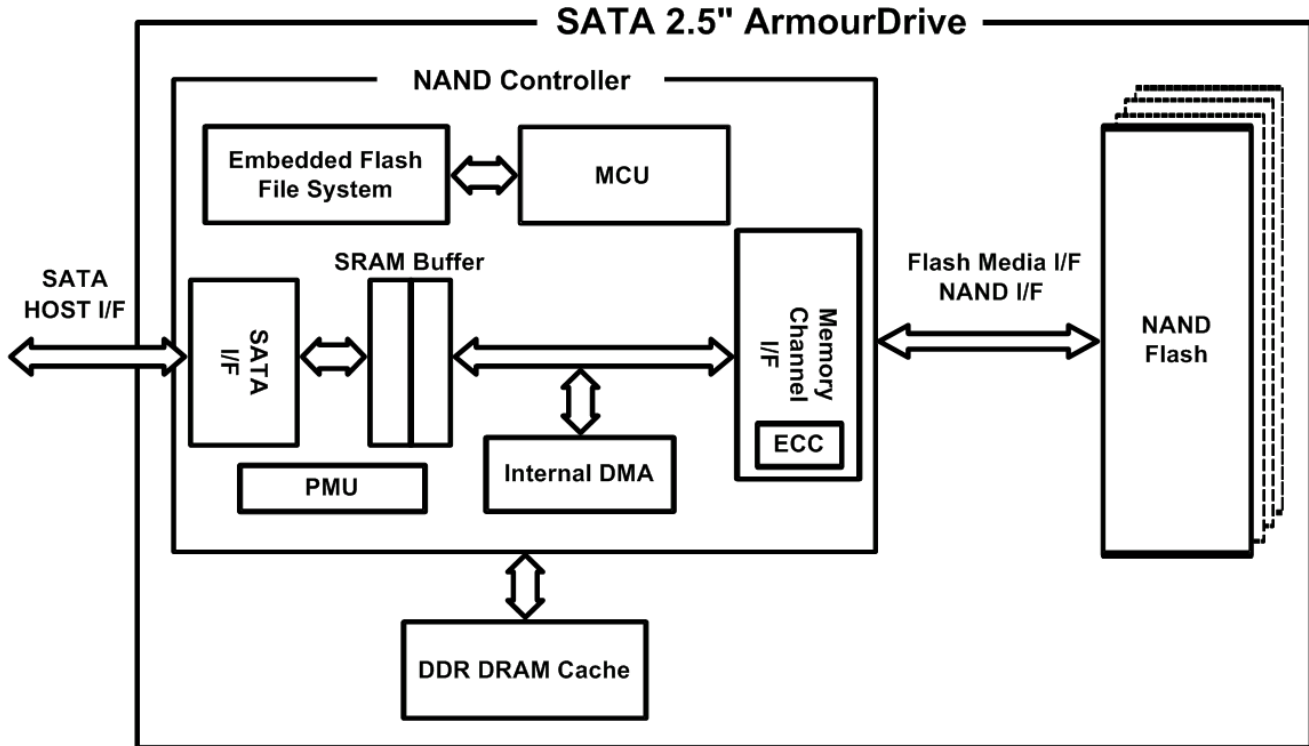 SATA 2.5" ArmourDrive
NAND Controller
Embedded Flash
File System
MCU
SATA
HOST I/F
SATA
I/F
SRAM Buffer
Memory
Channel
I/F
ECC
Internal DMA
PMU
Flash Media I/F
NAND I/F
NAND
Flash
DDR DRAM Cache